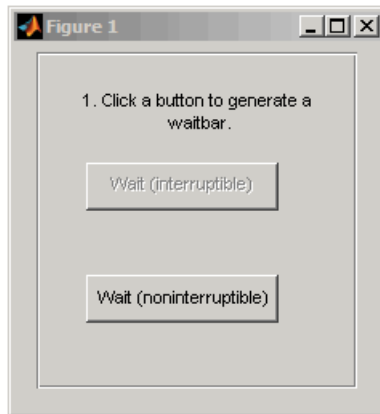 Figure 1
1. Click a button to generate a
waitbar.
Wait (interruptible)
Wait (noninterruptible)